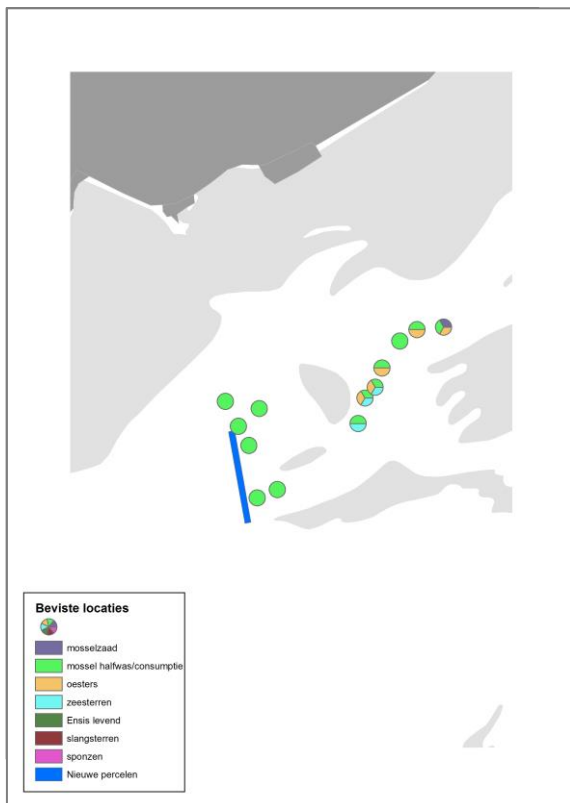 Beviste locaties
mosselzaad
mossel halfwas/consumptie
oesters
zeesterren
Ensis levend
slangsterren
sponzen
Nieuwe percelen